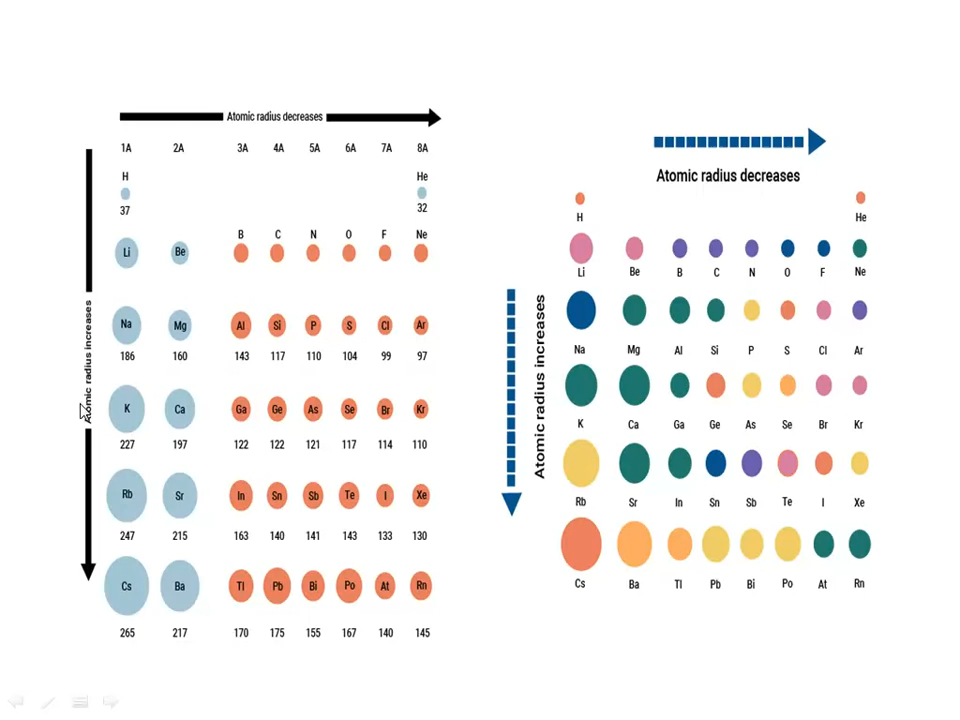 Atomic radius decreases
1A 2A 3A 4A 5A 6A 7A 8A
H He
37 32
B C N O F Ne
Li Be
Na Mg Al Si P S Cl Ar
186 160 143 117 110 104 99 97
K Ca Ga Ge As Se Br Kr
227 197 122 122 121 117 114 110
Rb Sr In Sn Sb Te I Xe
247 215 163 140 141 143 133 130
Cs Ba Tl Pb Bi Po At Rn
265 217 170 175 155 167 140 145
Atomic radius increases
Atomic radius decreases
H He
Li Be B C N O F Ne
Na Mg Al Si P S Cl Ar
K Ca Ga Ge As Se Br Kr
Rb Sr In Sn Sb Te I Xe
Cs Ba Tl Pb Bi Po At Rn
Atomic radius increases